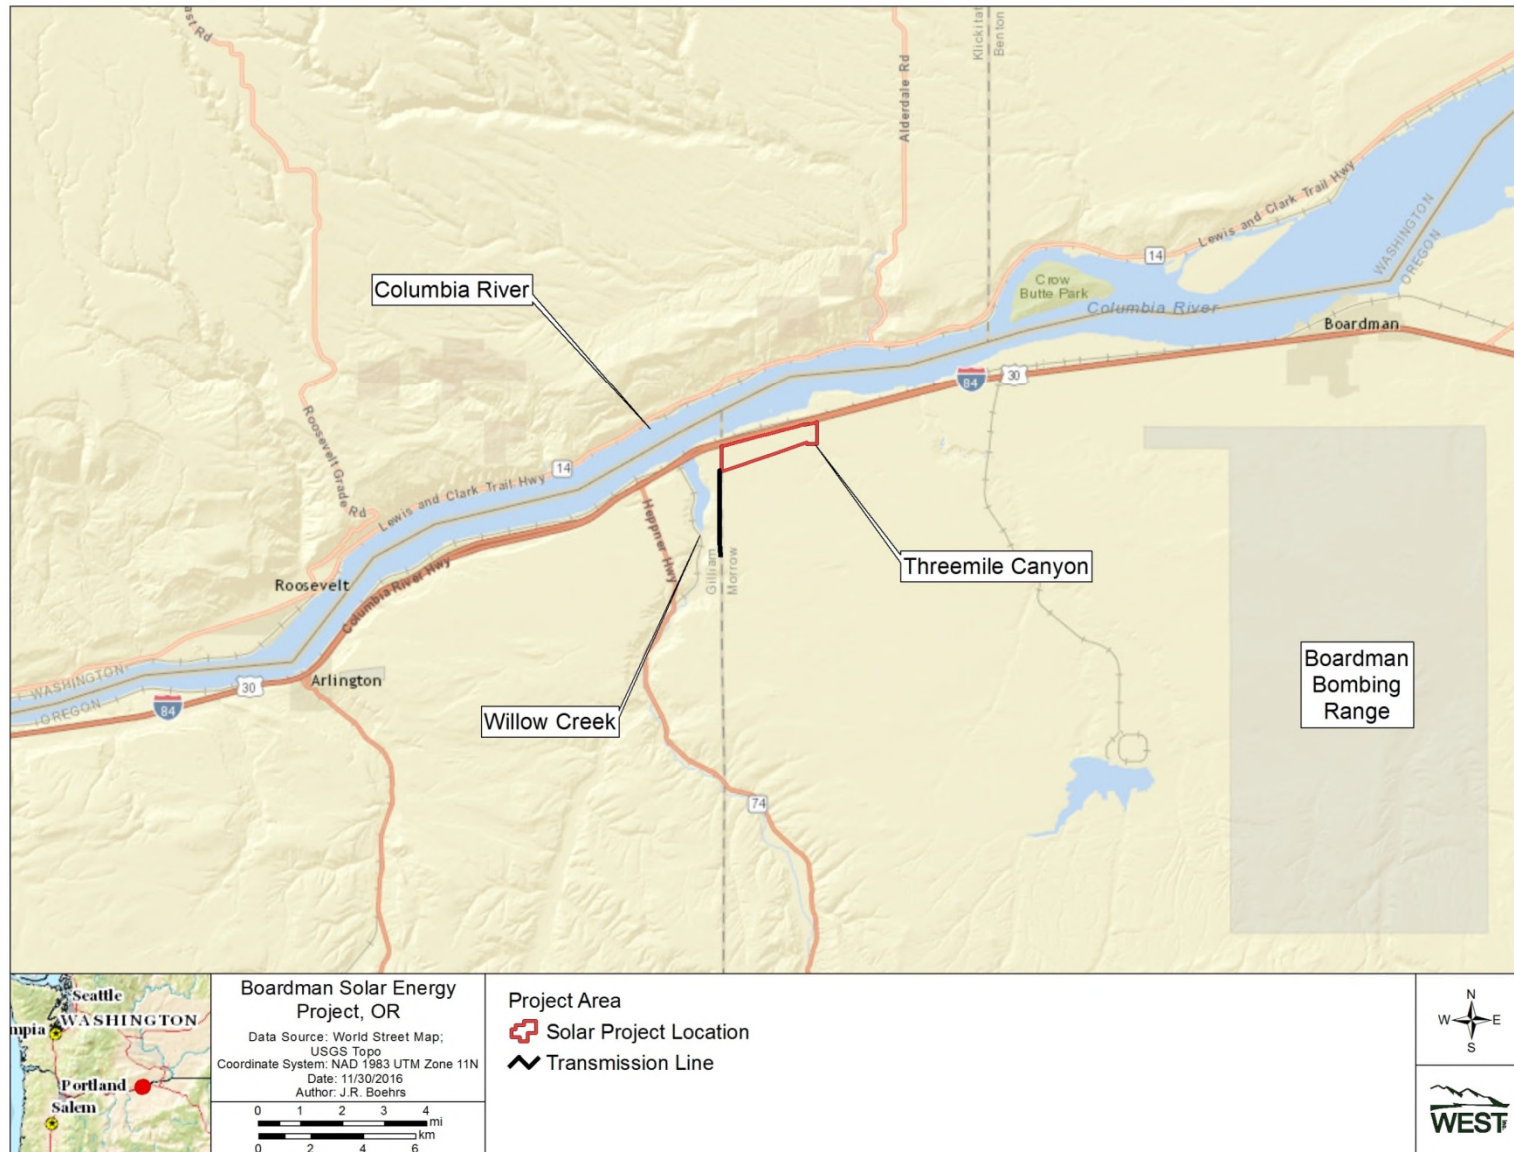 ast Rd
Klickitat
Benton
Alderdale Rd
Lewis and Clark Trail Hwy
14
WASHINGTON
OREGON
Columbia River
Crow
Butte Park
Columbia River
Boardman
84
30
Roosevelt Grade Rd
14
Lewis and Clark Trail Hwy
Heppner Hwy
Gilliam
Morrow
Threemile Canyon
Roosevelt
Columbia River Hwy
WASHINGTON
OREGON
84
30
Arlington
Willow Creek
Boardman
Bombing
Range
74
Seattle
mpia
WASHINGTON
Portland
Salem
Boardman Solar Energy
Project, OR
Data Source: World Street Map;
USGS Topo
Coordinate System: NAD 1983 UTM Zone 11N
Date: 11/30/2016
Author: J.R. Boehrs
0 1 2 3 4
mi
km
0 2 4 6
Project Area
Solar Project Location
Transmission Line
N
W E
S
WEST